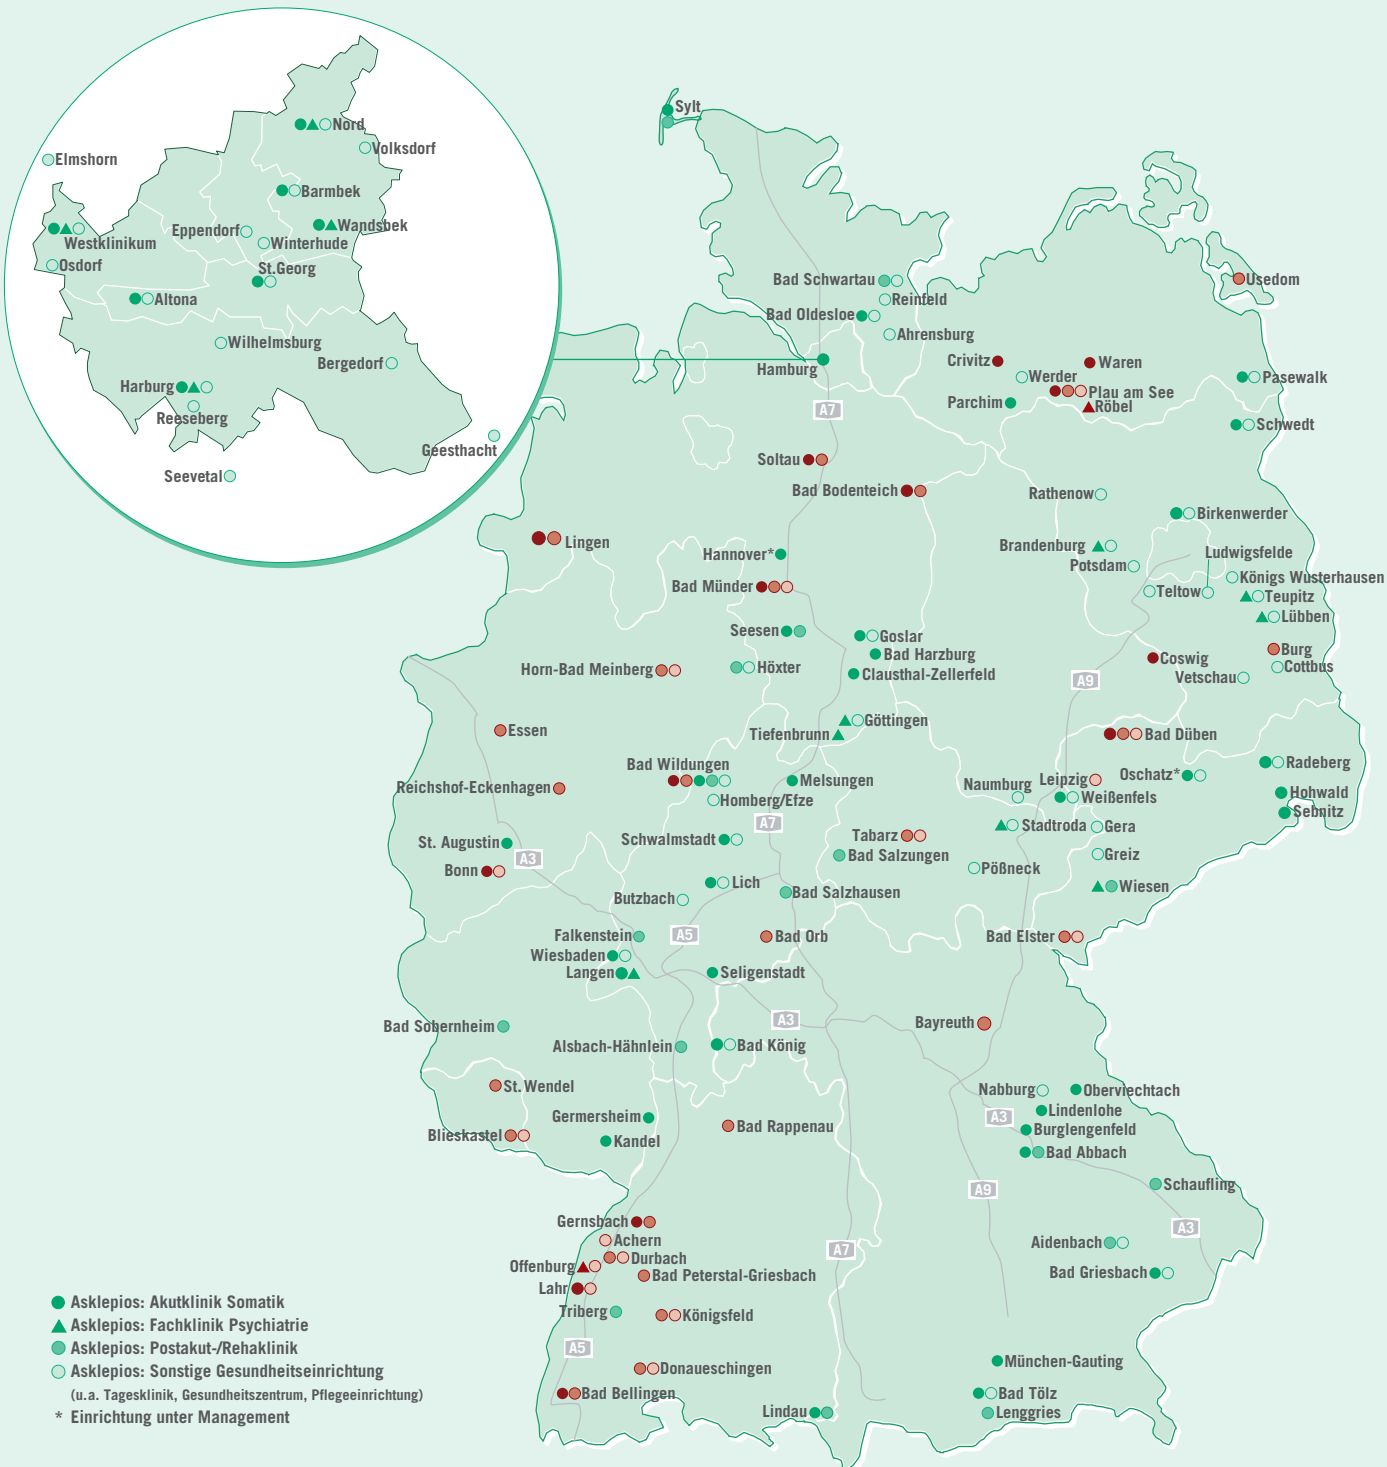 Nord
Volksdorf
Elmshorn
Barmbek
Wandsbek
Eppendorf
Winterhude
Westklinikum
Osdorf
St.Georg
Altona
Wilhelmsburg
Bergedorf
Harburg
Reeseberg
Geesthacht
Seevetal
Sylt
Bad Schwartau
Reinfeld
Bad Oldesloe
Ahrensburg
Hamburg
Usedom
Crivitz
Waren
Werder
Plau am See
Röbel
Parchim
Pasewalk
Schwedt
A7
Soltau
Bad Bodenteich
Rathenow
Birkenwerder
Lingen
Hannover*
Brandenburg
Ludwigsfelde
Potsdam
Königs Wusterhausen
Teltow
Teupitz
Bad Münder
Lübben
Seesen
Goslar
Bad Harzburg
Clausthal-Zellerfeld
Burg
Coswig
Cottbus
Vetschau
Horn-Bad Meinberg
Höxter
A9
Göttingen
Tiefenbrunn
Essen
Bad Düben
Bad Wildungen
Melsungen
Radeberg
Oschatz*
Leipzig
Naumburg
Reichshof-Eckenhagen
Homberg/Efze
Weißenfels
Hohwald
Sebnitz
A7
Stadtroda
Gera
Schwalmstadt
Tabarz
St. Augustin
A3
Bad Salzungen
Greiz
Bonn
Pößneck
Lich
Wiesen
Butzbach
Bad Salzhausen
Falkenstein
A5
Bad Orb
Bad Elster
Wiesbaden
Langen
Seligenstadt
Bad Sobernheim
A3
Bayreuth
Alsbach-Hähnlein
Bad König
St. Wendel
Nabburg
Oberviechtach
Lindenlohe
Germersheim
A3
Blieskastel
Kandel
Bad Rappenau
Burglengenfeld
Bad Abbach
Schaufling
A9
Gernsbach
A3
Achern
Aidenbach
A7
Durbach
Offenburg
Bad Peterstal-Griesbach
Bad Griesbach
Lahr
Triberg
Königsfeld
A5
Donaueschingen
München-Gauting
Bad Bellingen
Bad Tölz
Lindau
Lenggries
Asklepios: Akutklinik Somatik
Asklepios: Fachklinik Psychiatrie
Asklepios: Postakut-/Rehaklinik
Asklepios: Sonstige Gesundheitseinrichtung
(u.a. Tagesklinik, Gesundheitszentrum, Pflegeeinrichtung)
* Einrichtung unter Management